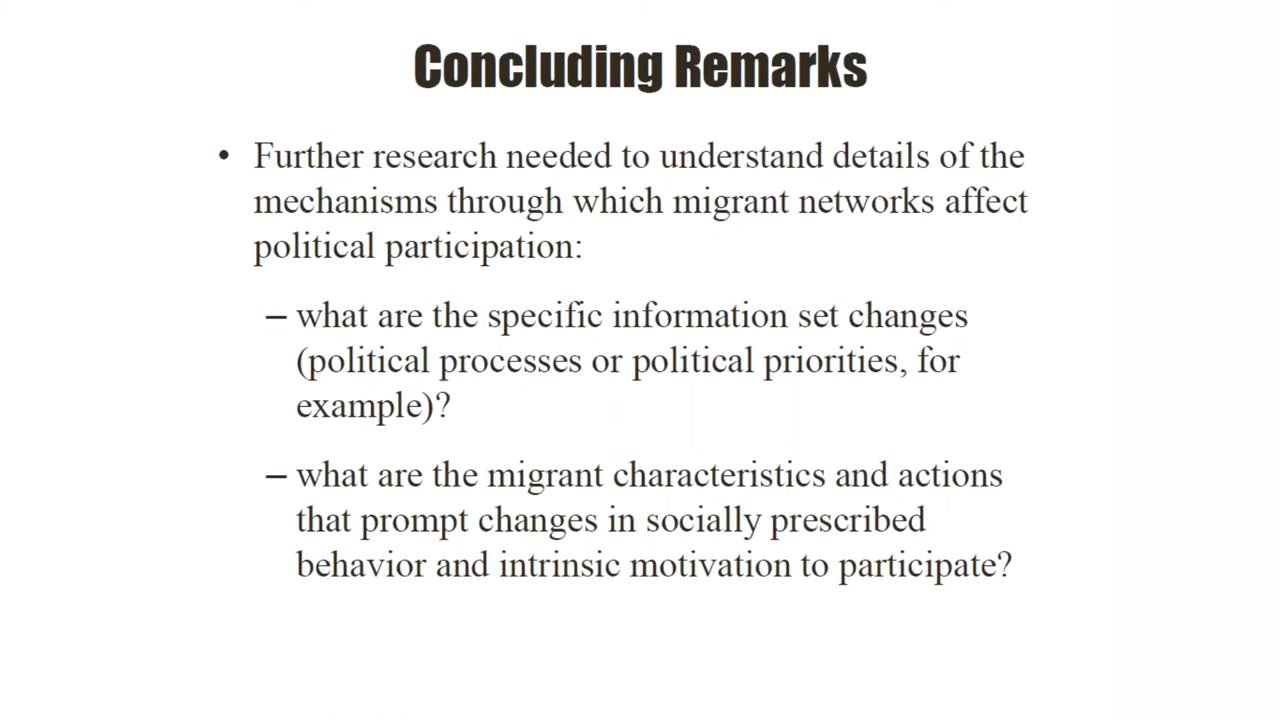 Concluding Remarks
• Further research needed to understand details of the
mechanisms through which migrant networks affect
political participation:
– what are the specific information set changes
(political processes or political priorities, for
example)?
– what are the migrant characteristics and actions
that prompt changes in socially prescribed
behavior and intrinsic motivation to participate?